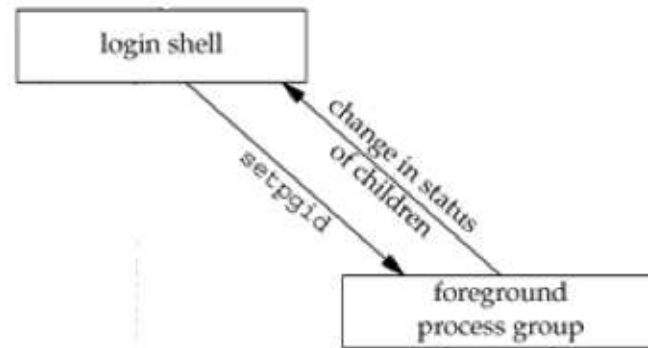 login shell
change in status
of children
setpgid
foreground
process group